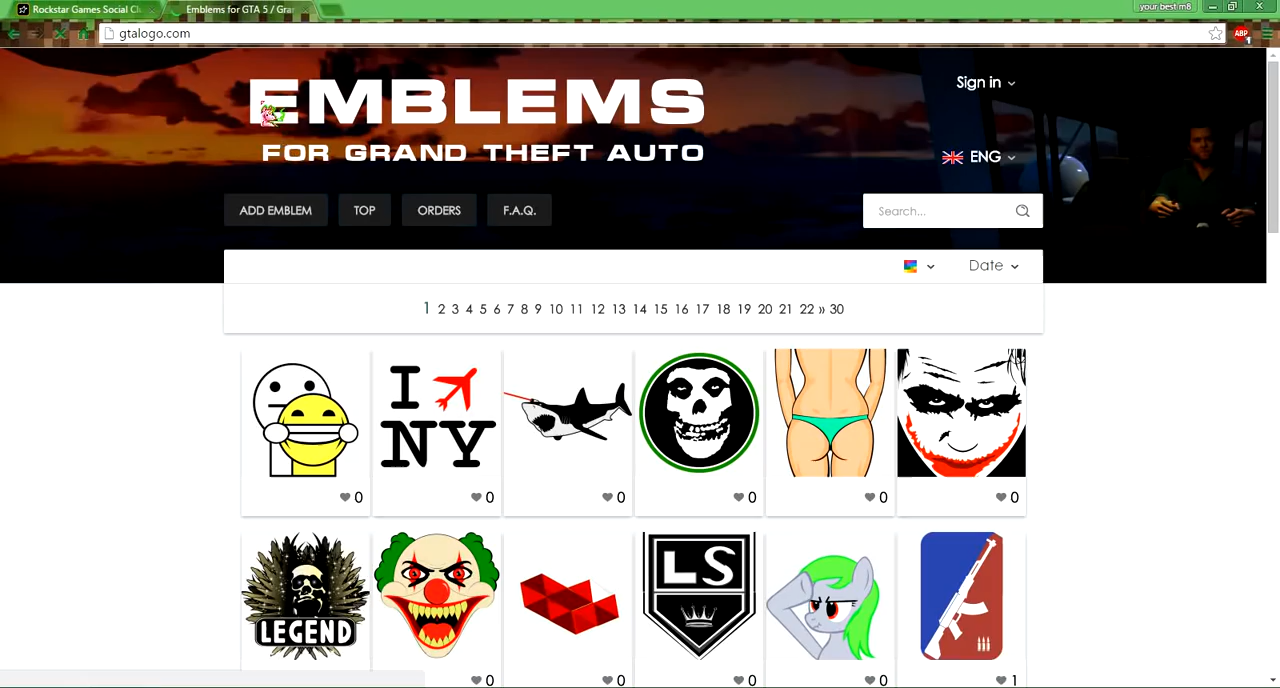 Rockstar Games Social Cl
Emblems for GTA 5 / Gran
your best m8
gtalogo.com
ABP
1
EMBLEMS
FOR GRAND THEFT AUTO
Sign in
ENG
ADD EMBLEM
TOP
ORDERS
F.A.Q.
Search...
Date
1 2 3 4 5 6 7 8 9 10 11 12 13 14 15 16 17 18 19 20 21 22 » 30
I
NY
0 0 0 0 0 0
LEGEND
LS
0 0 0 0 1